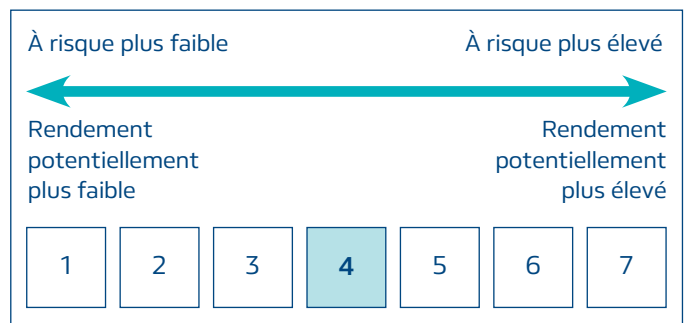 À risque plus faible
À risque plus élevé
Rendement
potentiellement
plus faible
Rendement
potentiellement
plus élevé
1 2 3 4 5 6 7